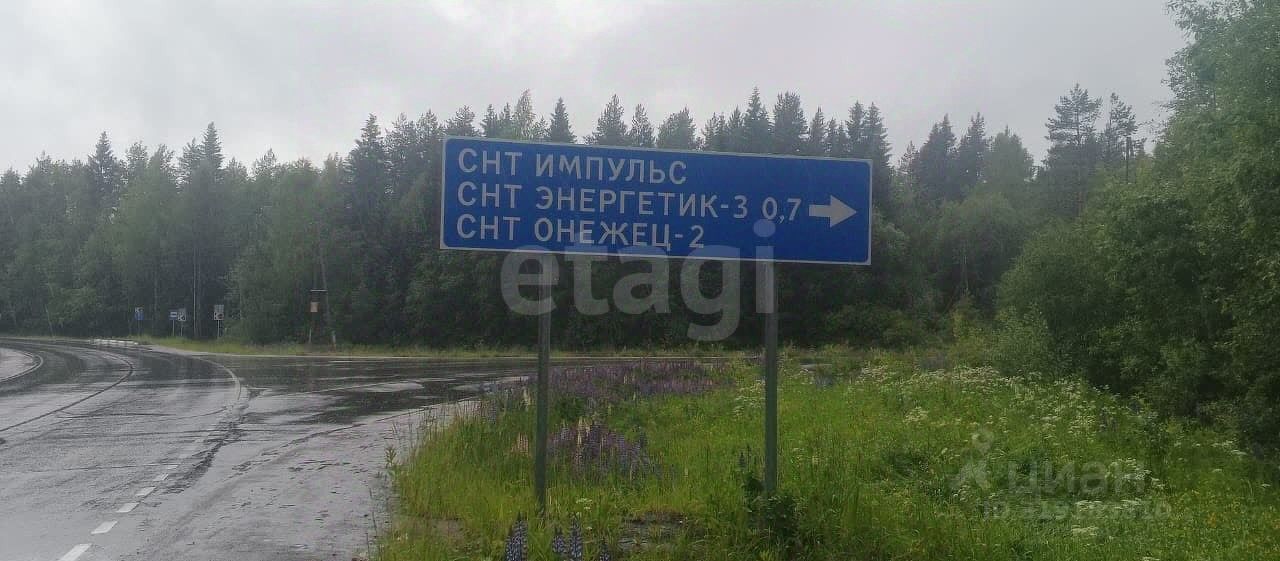 СНТ ИМПУЛЬС
СНТ ЭНЕРГЕТИК-3 0,7
СНТ ОНЕЖЕЦ-2
etagi
циан